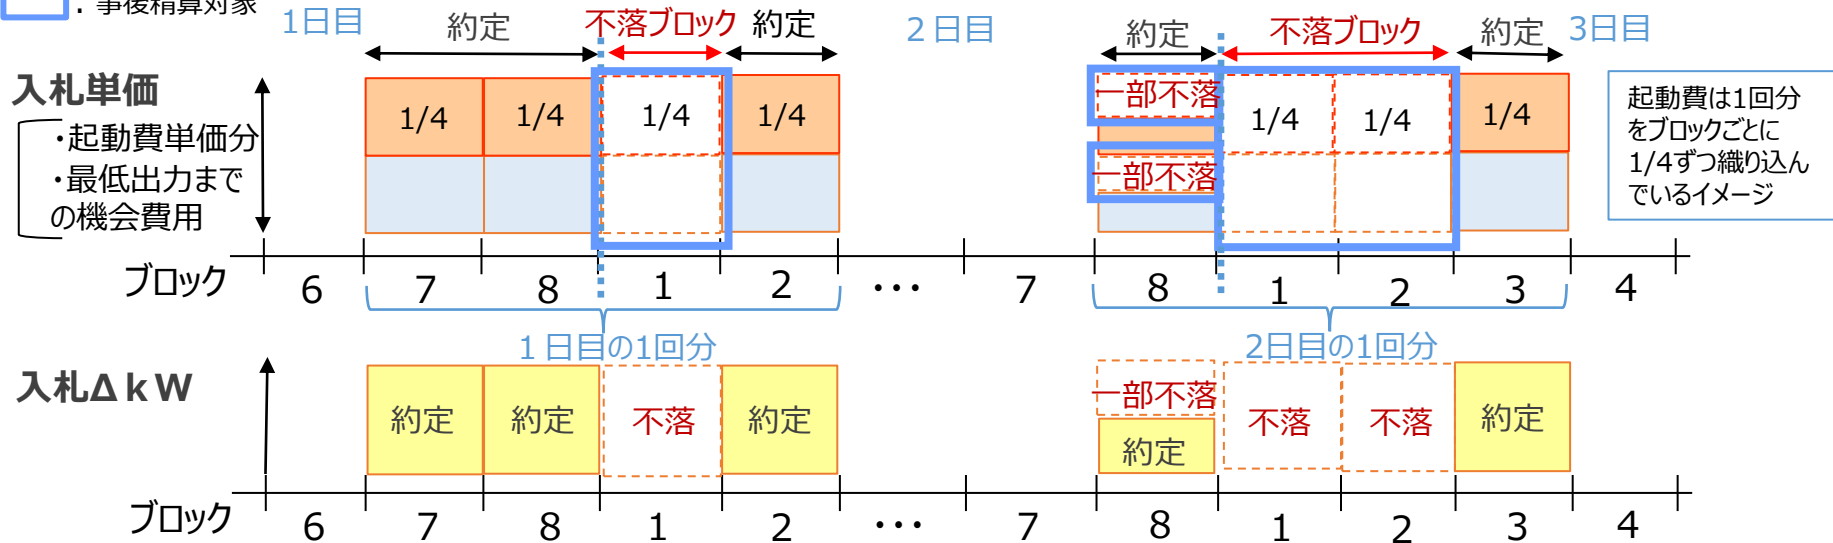 ：事後精算対象
1日目
約定
不落ブロック
約定
２日目
約定
不落ブロック
約定
3日目
入札単価
・起動費単価分
・最低出力まで
の機会費用
1/4
1/4
1/4
1/4
一部不落
一部不落
1/4
1/4
1/4
起動費は1回分
をブロックごとに
1/4ずつ織り込ん
でいるイメージ
ブロック
6
7
8
1
2
・・・
7
8
1
2
3
4
１日目の1回分
2日目の1回分
入札ΔｋW
約定
約定
不落
約定
一部不落
約定
不落
不落
約定
ブロック
6
7
8
1
2
・・・
7
8
1
2
3
4